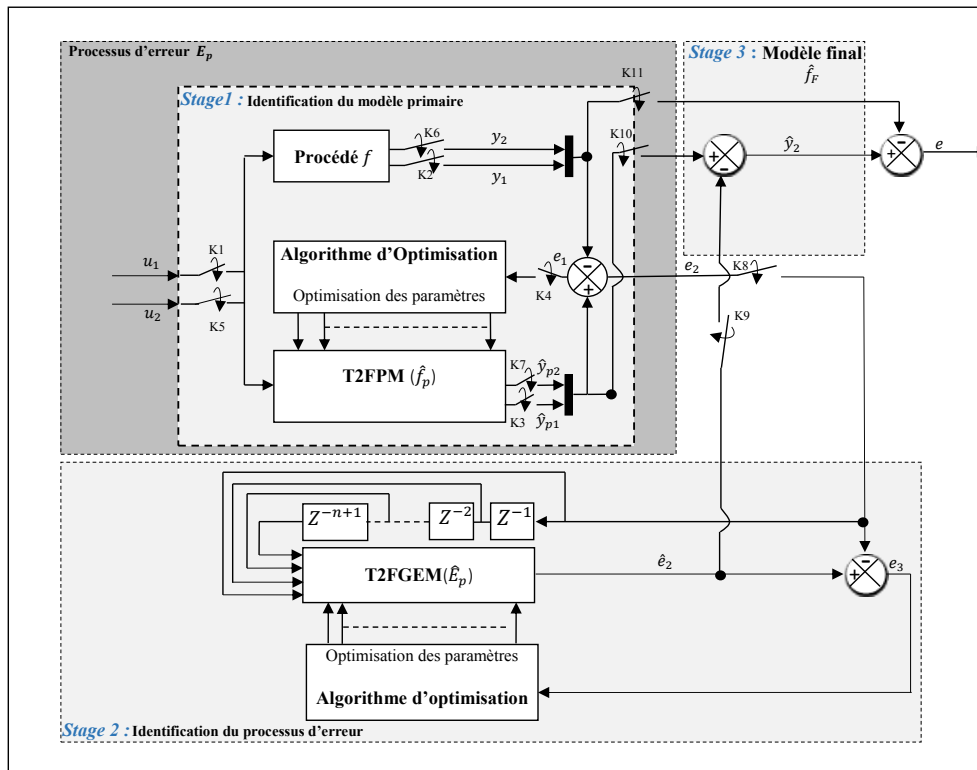 Processus d'erreur E_p
Stage 3 : Modèle final
f̂_F
Stage1 : Identification du modèle primaire
K11
K6
y_2
K10
Procédé f
K2
y_1
+
-
ŷ_2
+
-
e
K1
u_1
Algorithme d'Optimisation
e_1
-
+
e_2
K8
K4
Optimisation des paramètres
u_2
K5
K9
T2FPM (f̂_p)
K7
ŷ_p2
K3
ŷ_p1
Z^{-n+1}
Z^{-2}
Z^{-1}
T2FGEM(Ê_p)
ê_2
+
-
e_3
Optimisation des paramètres
Algorithme d'optimisation
Stage 2 : Identification du processus d'erreur